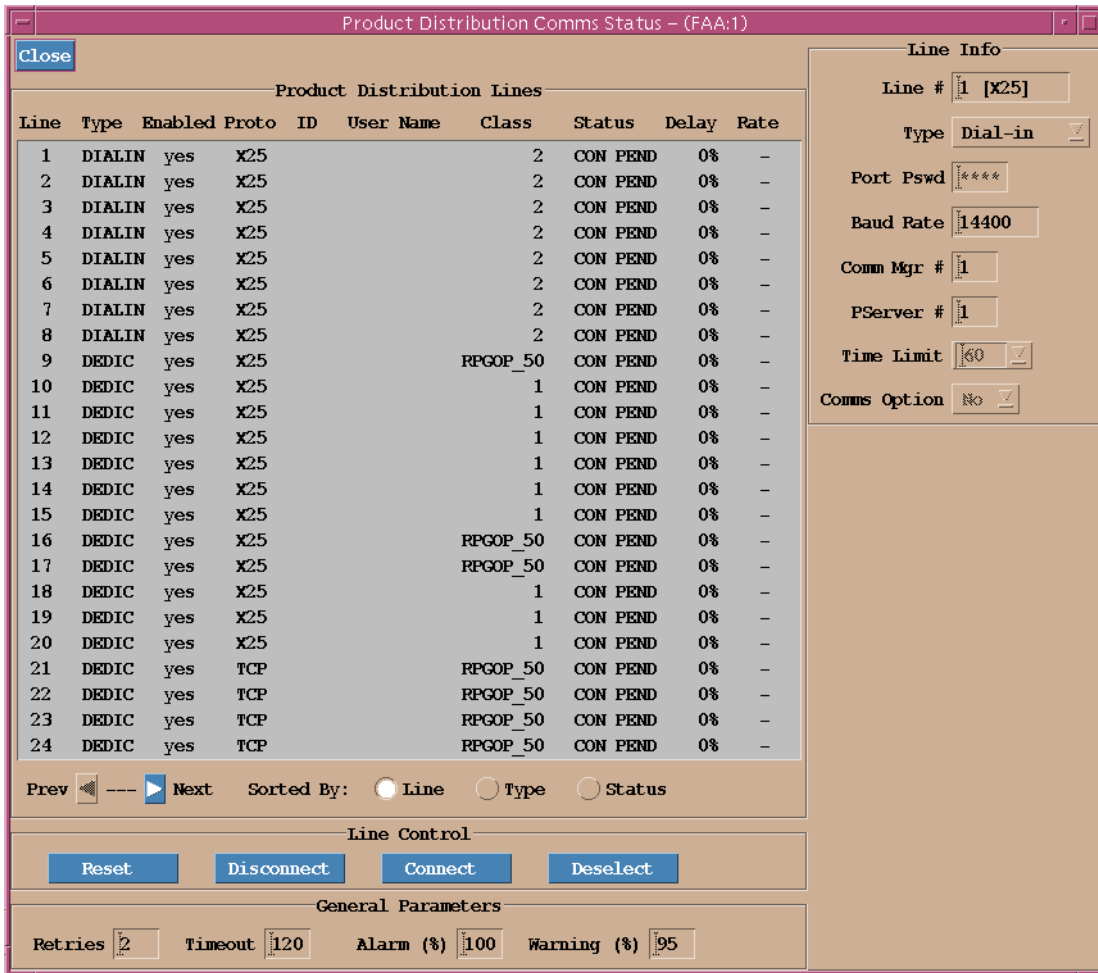 Product Distribution Comms Status – (FAA:1)
Close
Product Distribution Lines
Line Type Enabled Proto ID User Name Class Status Delay Rate
1 DIALIN yes X25 2 CON PEND 0% –
2 DIALIN yes X25 2 CON PEND 0% –
3 DIALIN yes X25 2 CON PEND 0% –
4 DIALIN yes X25 2 CON PEND 0% –
5 DIALIN yes X25 2 CON PEND 0% –
6 DIALIN yes X25 2 CON PEND 0% –
7 DIALIN yes X25 2 CON PEND 0% –
8 DIALIN yes X25 2 CON PEND 0% –
9 DEDIC yes X25 RPGOP_50 CON PEND 0% –
10 DEDIC yes X25 1 CON PEND 0% –
11 DEDIC yes X25 1 CON PEND 0% –
12 DEDIC yes X25 1 CON PEND 0% –
13 DEDIC yes X25 1 CON PEND 0% –
14 DEDIC yes X25 1 CON PEND 0% –
15 DEDIC yes X25 1 CON PEND 0% –
16 DEDIC yes X25 RPGOP_50 CON PEND 0% –
17 DEDIC yes X25 RPGOP_50 CON PEND 0% –
18 DEDIC yes X25 1 CON PEND 0% –
19 DEDIC yes X25 1 CON PEND 0% –
20 DEDIC yes X25 1 CON PEND 0% –
21 DEDIC yes TCP RPGOP_50 CON PEND 0% –
22 DEDIC yes TCP RPGOP_50 CON PEND 0% –
23 DEDIC yes TCP RPGOP_50 CON PEND 0% –
24 DEDIC yes TCP RPGOP_50 CON PEND 0% –
Prev --- Next Sorted By: Line Type Status
Line Control
Reset Disconnect Connect Deselect
General Parameters
Retries 2 Timeout 120 Alarm (%) 100 Warning (%) 95
Line Info
Line # 1 [X25]
Type Dial-in
Port Pswd ****
Baud Rate 14400
Comm Mgr # 1
PServer # 1
Time Limit 60
Comms Option No